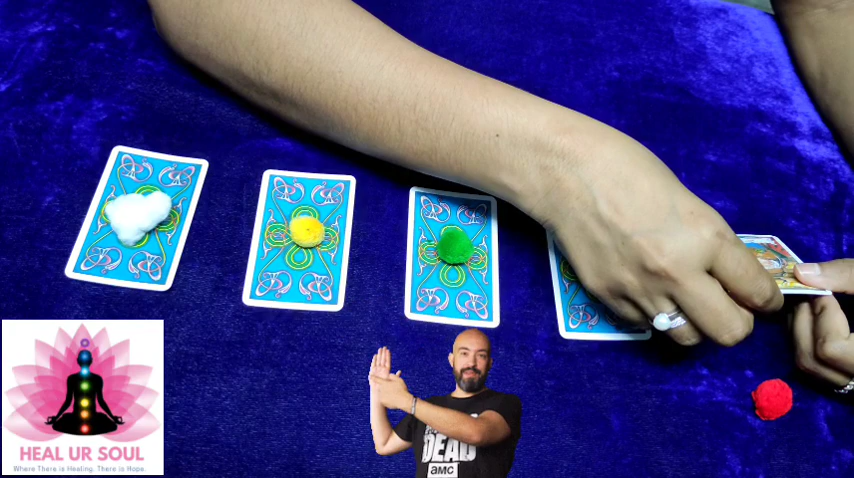 HEAL UR SOUL
Where There is Healing. There is Hope.
DEAD
amc